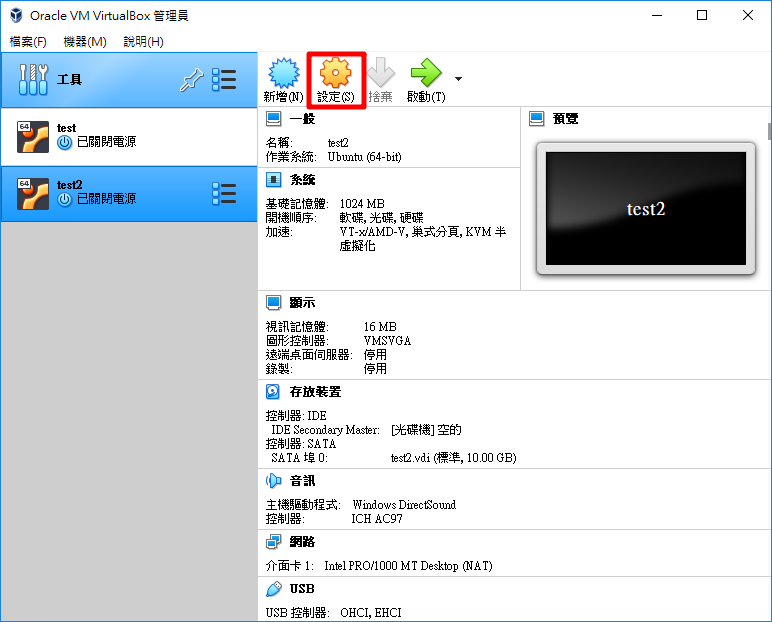 Oracle VM VirtualBox 管理員
檔案(F) 機器(M) 說明(H)
工具
新增(N) 設定(S) 捨棄 啟動(T)
64
test
已關閉電源
64
test2
已關閉電源
一般
名稱: test2
作業系統: Ubuntu (64-bit)
預覽
test2
系統
基礎記憶體: 1024 MB
開機順序: 軟碟, 光碟, 硬碟
加速: VT-x/AMD-V, 巢式分頁, KVM 半
虛擬化
顯示
視訊記憶體: 16 MB
圖形控制器: VMSVGA
遠端桌面伺服器: 停用
錄製: 停用
存放裝置
控制器: IDE
IDE Secondary Master: [光碟機] 空的
控制器: SATA
SATA 埠 0: test2.vdi (標準, 10.00 GB)
音訊
主機驅動程式: Windows DirectSound
控制器: ICH AC97
網路
介面卡 1: Intel PRO/1000 MT Desktop (NAT)
USB
USB 控制器: OHCI, EHCI